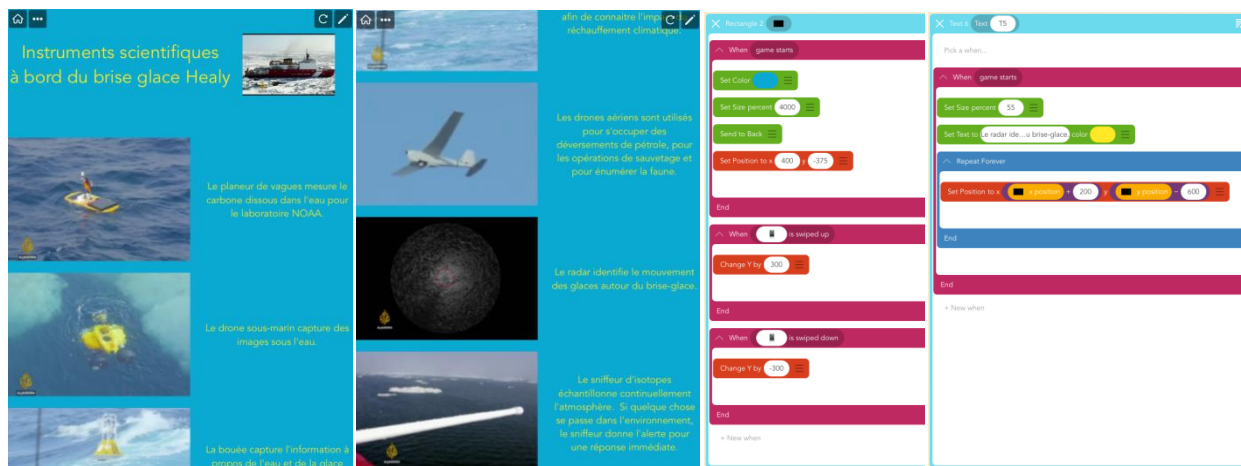 Instruments scientifiques
à bord du brise glace Healy
Le planeur de vagues mesure le
carbone dissous dans l'eau pour
le laboratoire NOAA.
Le drone sous-marin capture des
images sous l'eau.
La bouée capture l'information à
propos de l'eau et de la glace
afin de connaitre l'impact du
réchauffement climatique.
Les drones aériens sont utilisés
pour s'occuper des
déversements de pétrole, pour
les opérations de sauvetage et
pour énumérer la faune.
Le radar identifie le mouvement
des glaces autour du brise-glace.
Le sniffeur d'isotopes
échantillonne continuellement
l'atmosphère. Si quelque chose
se passe dans l'environnement,
le sniffeur donne l'alerte pour
une réponse immédiate.
Rectangle 2
When game starts
Set Color
Set Size percent 4000
Send to Back
Set Position to x 400 y -375
End
When is swiped up
Change Y by 300
End
When is swiped down
Change Y by -300
End
+ New when
Text 6 Text T5
Pick a when...
When game starts
Set Size percent 55
Set Text to Le radar ide...u brise-glace. color
Repeat Forever
Set Position to x x position + 200 y y position - 600
End
End
+ New when